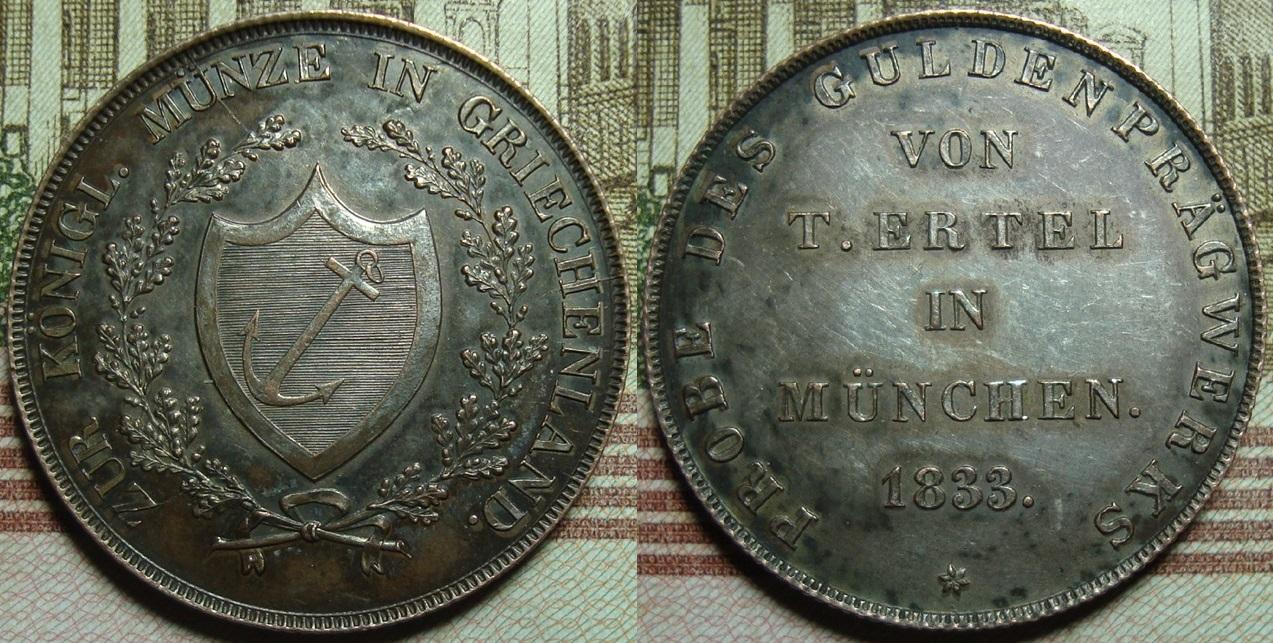 ZUR KÖNIGL. MÜNZE IN GRIECHENLAND.
PROBE DES GULDENPRÄGWERKS
VON
T. ERTEL
IN
MÜNCHEN.
1833.